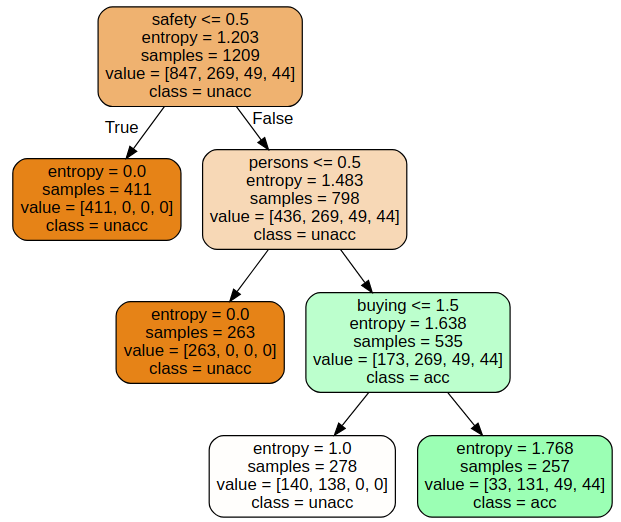 safety <= 0.5
entropy = 1.203
samples = 1209
value = [847, 269, 49, 44]
class = unacc
True
False
entropy = 0.0
samples = 411
value = [411, 0, 0, 0]
class = unacc
persons <= 0.5
entropy = 1.483
samples = 798
value = [436, 269, 49, 44]
class = unacc
entropy = 0.0
samples = 263
value = [263, 0, 0, 0]
class = unacc
buying <= 1.5
entropy = 1.638
samples = 535
value = [173, 269, 49, 44]
class = acc
entropy = 1.0
samples = 278
value = [140, 138, 0, 0]
class = unacc
entropy = 1.768
samples = 257
value = [33, 131, 49, 44]
class = acc